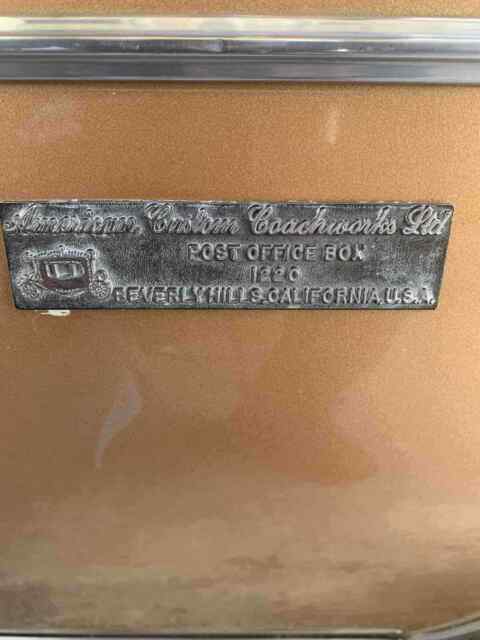 American Custom Coachworks Ltd
POST OFFICE BOX
1220
BEVERLY HILLS, CALIFORNIA, U.S.A.